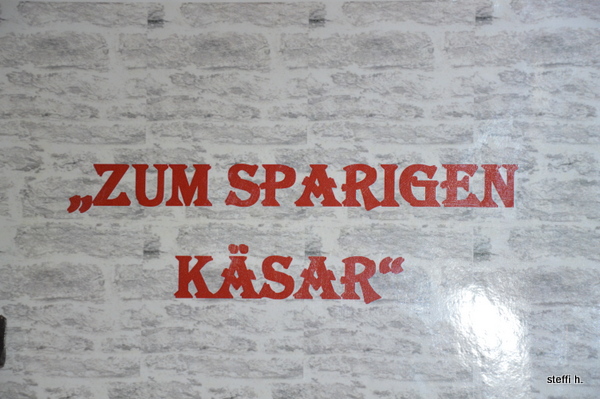 „ZUM SPARIGEN
KÄSAR“
steffi h.